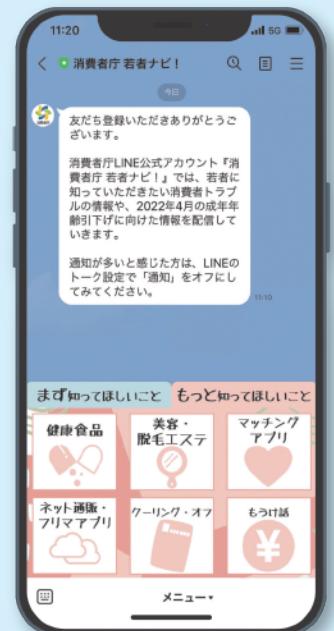 11:20
5G
消費者庁 若者ナビ！
今日
友だち登録いただきありがとうご
ざいます。
消費者庁LINE公式アカウント『消
費者庁 若者ナビ！』では、若者に
知っていただきたい消費者トラブ
ルの情報や、2022年4月の成年年
齢引下げに向けた情報を配信して
いきます。
通知が多いと感じた方は、LINEの
トーク設定で「通知」をオフにし
てみてください。
11:10
まず知ってほしいこと
もっと知ってほしいこと
健康食品
美容・
脱毛エステ
マッチング
アプリ
ネット通販・
フリマアプリ
クーリング・オフ
もうけ話
¥
メニュー▼